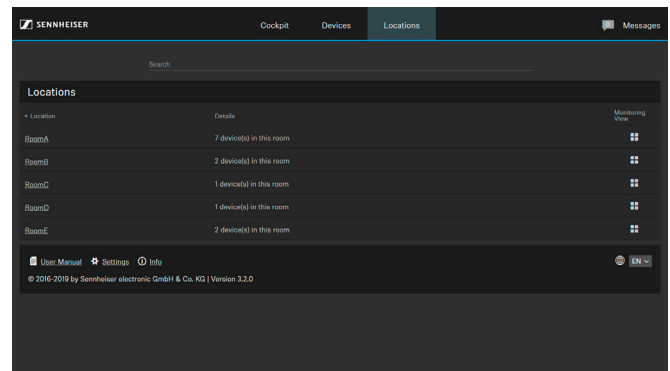 SENNHEISER Cockpit Devices Locations Messages
Search
Locations
Location Details Monitoring View
RoomA 7 device(s) in this room
RoomB 2 device(s) in this room
RoomC 1 device(s) in this room
RoomD 1 device(s) in this room
RoomE 2 device(s) in this room
User Manual Settings Info EN
© 2016-2019 by Sennheiser electronic GmbH & Co. KG | Version 3.2.0